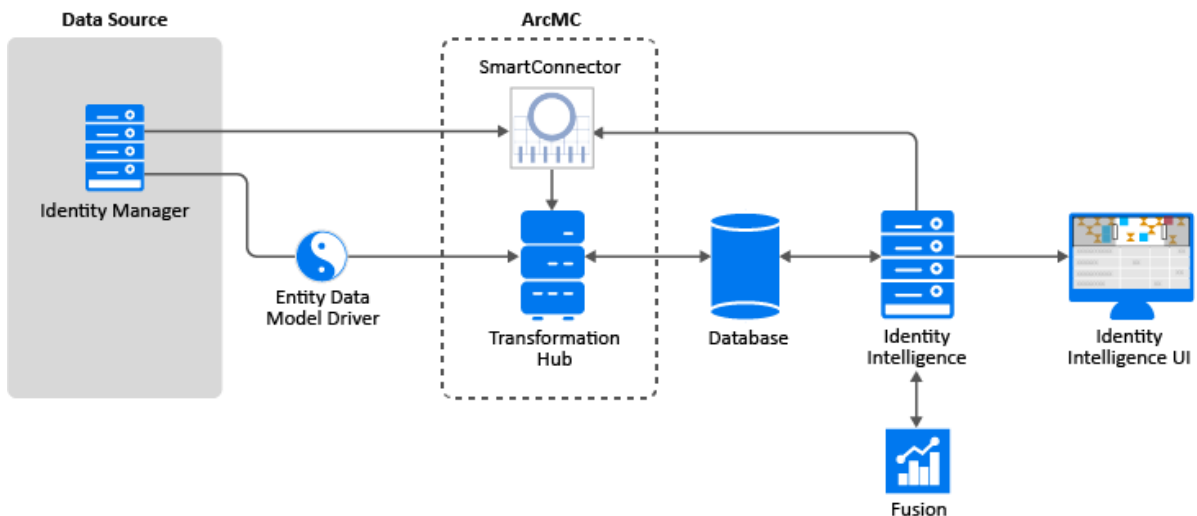 Data Source
ArcMC
SmartConnector
Identity Manager
Entity Data
Model Driver
Transformation
Hub
Database
Identity
Intelligence
Identity
Intelligence UI
Fusion